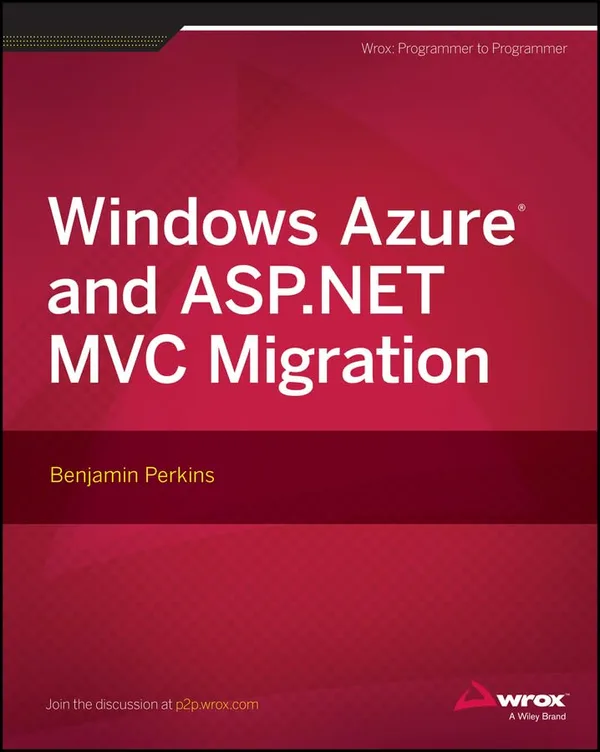 Wrox: Programmer to Programmer
Windows Azure®
and ASP.NET
MVC Migration
Benjamin Perkins
Join the discussion at p2p.wrox.com
wrox™
A Wiley Brand